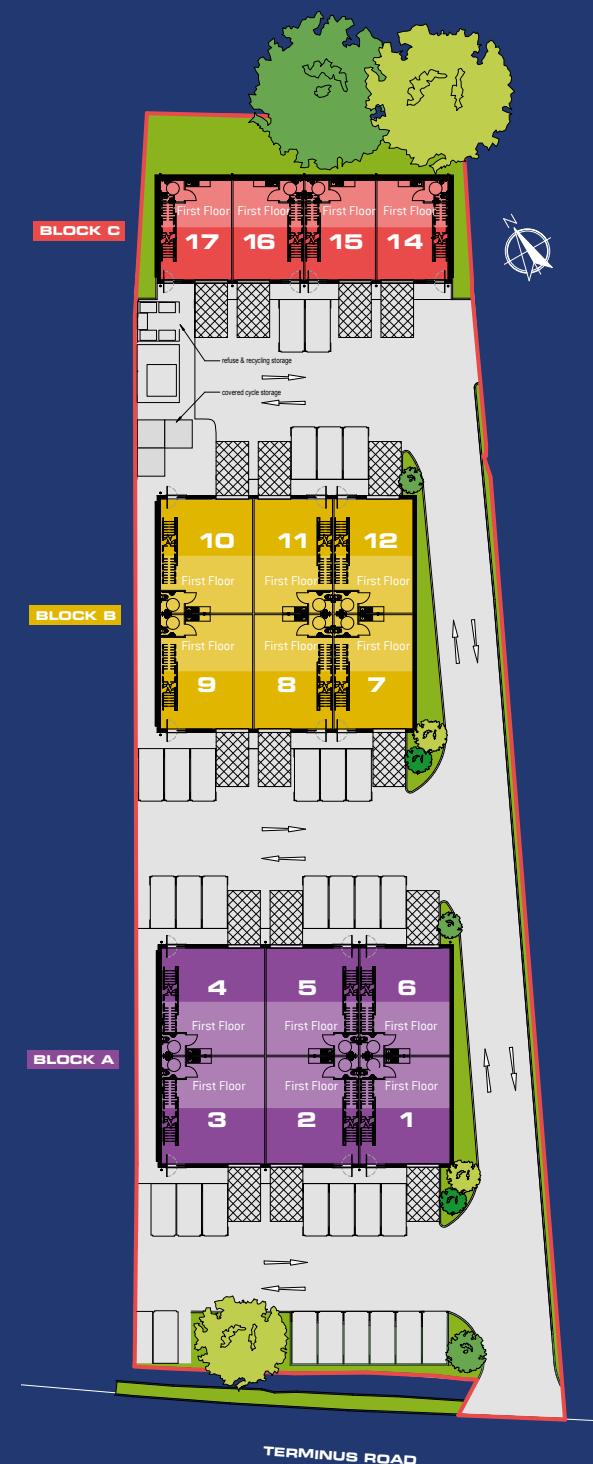 First Floor First Floor First Floor First Floor
17 16 15 14
BLOCK C
N
refuse & recycling storage
covered cycle storage
10 11 12
First Floor First Floor First Floor
BLOCK B
First Floor First Floor First Floor
9 8 7
4 5 6
First Floor First Floor First Floor
BLOCK A
First Floor First Floor First Floor
3 2 1
TERMINUS ROAD